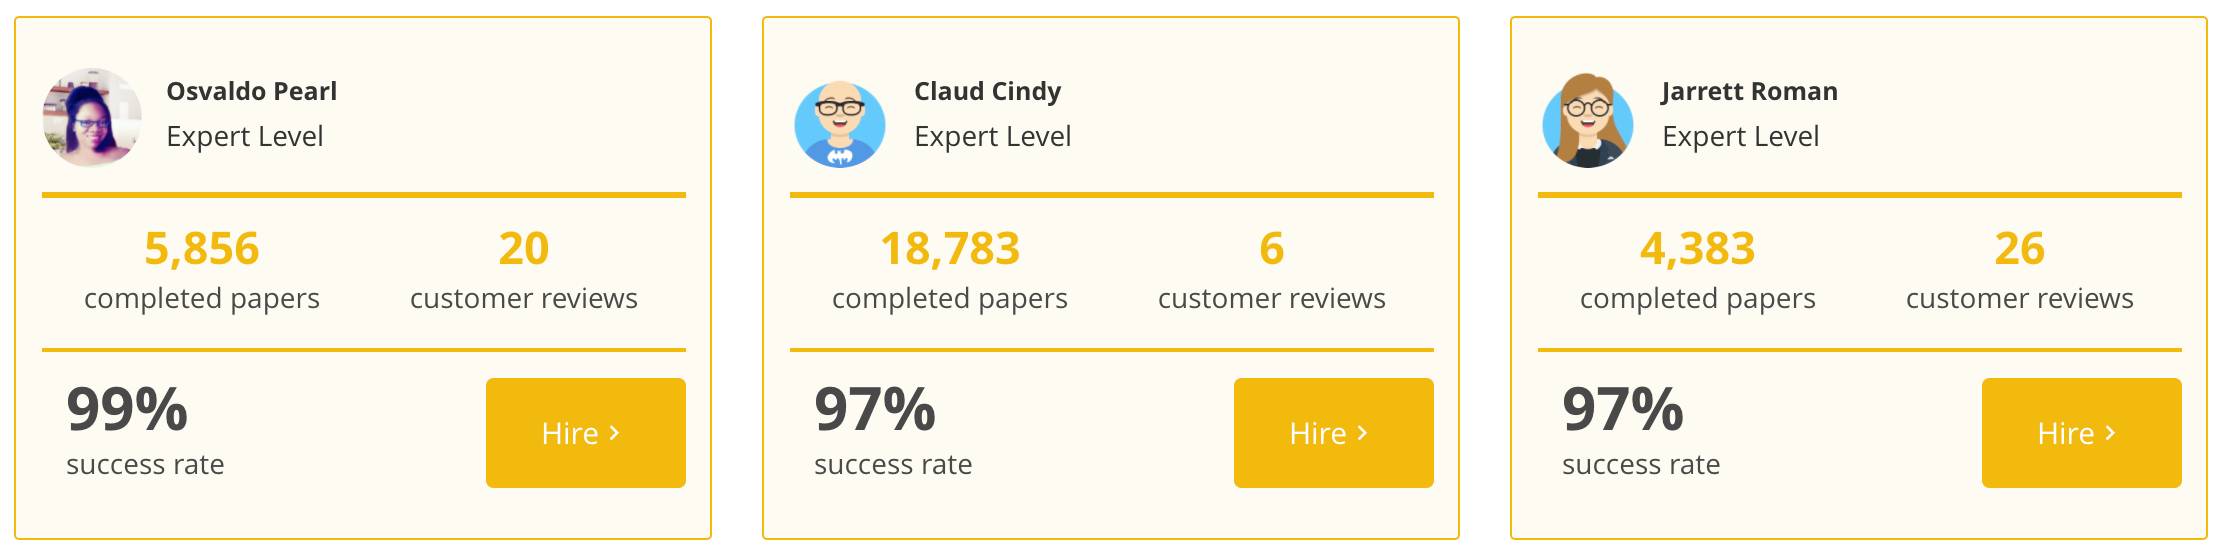 Osvaldo Pearl
Expert Level
5,856
completed papers
20
customer reviews
99%
success rate
Hire
Claud Cindy
Expert Level
18,783
completed papers
6
customer reviews
97%
success rate
Hire
Jarrett Roman
Expert Level
4,383
completed papers
26
customer reviews
97%
success rate
Hire